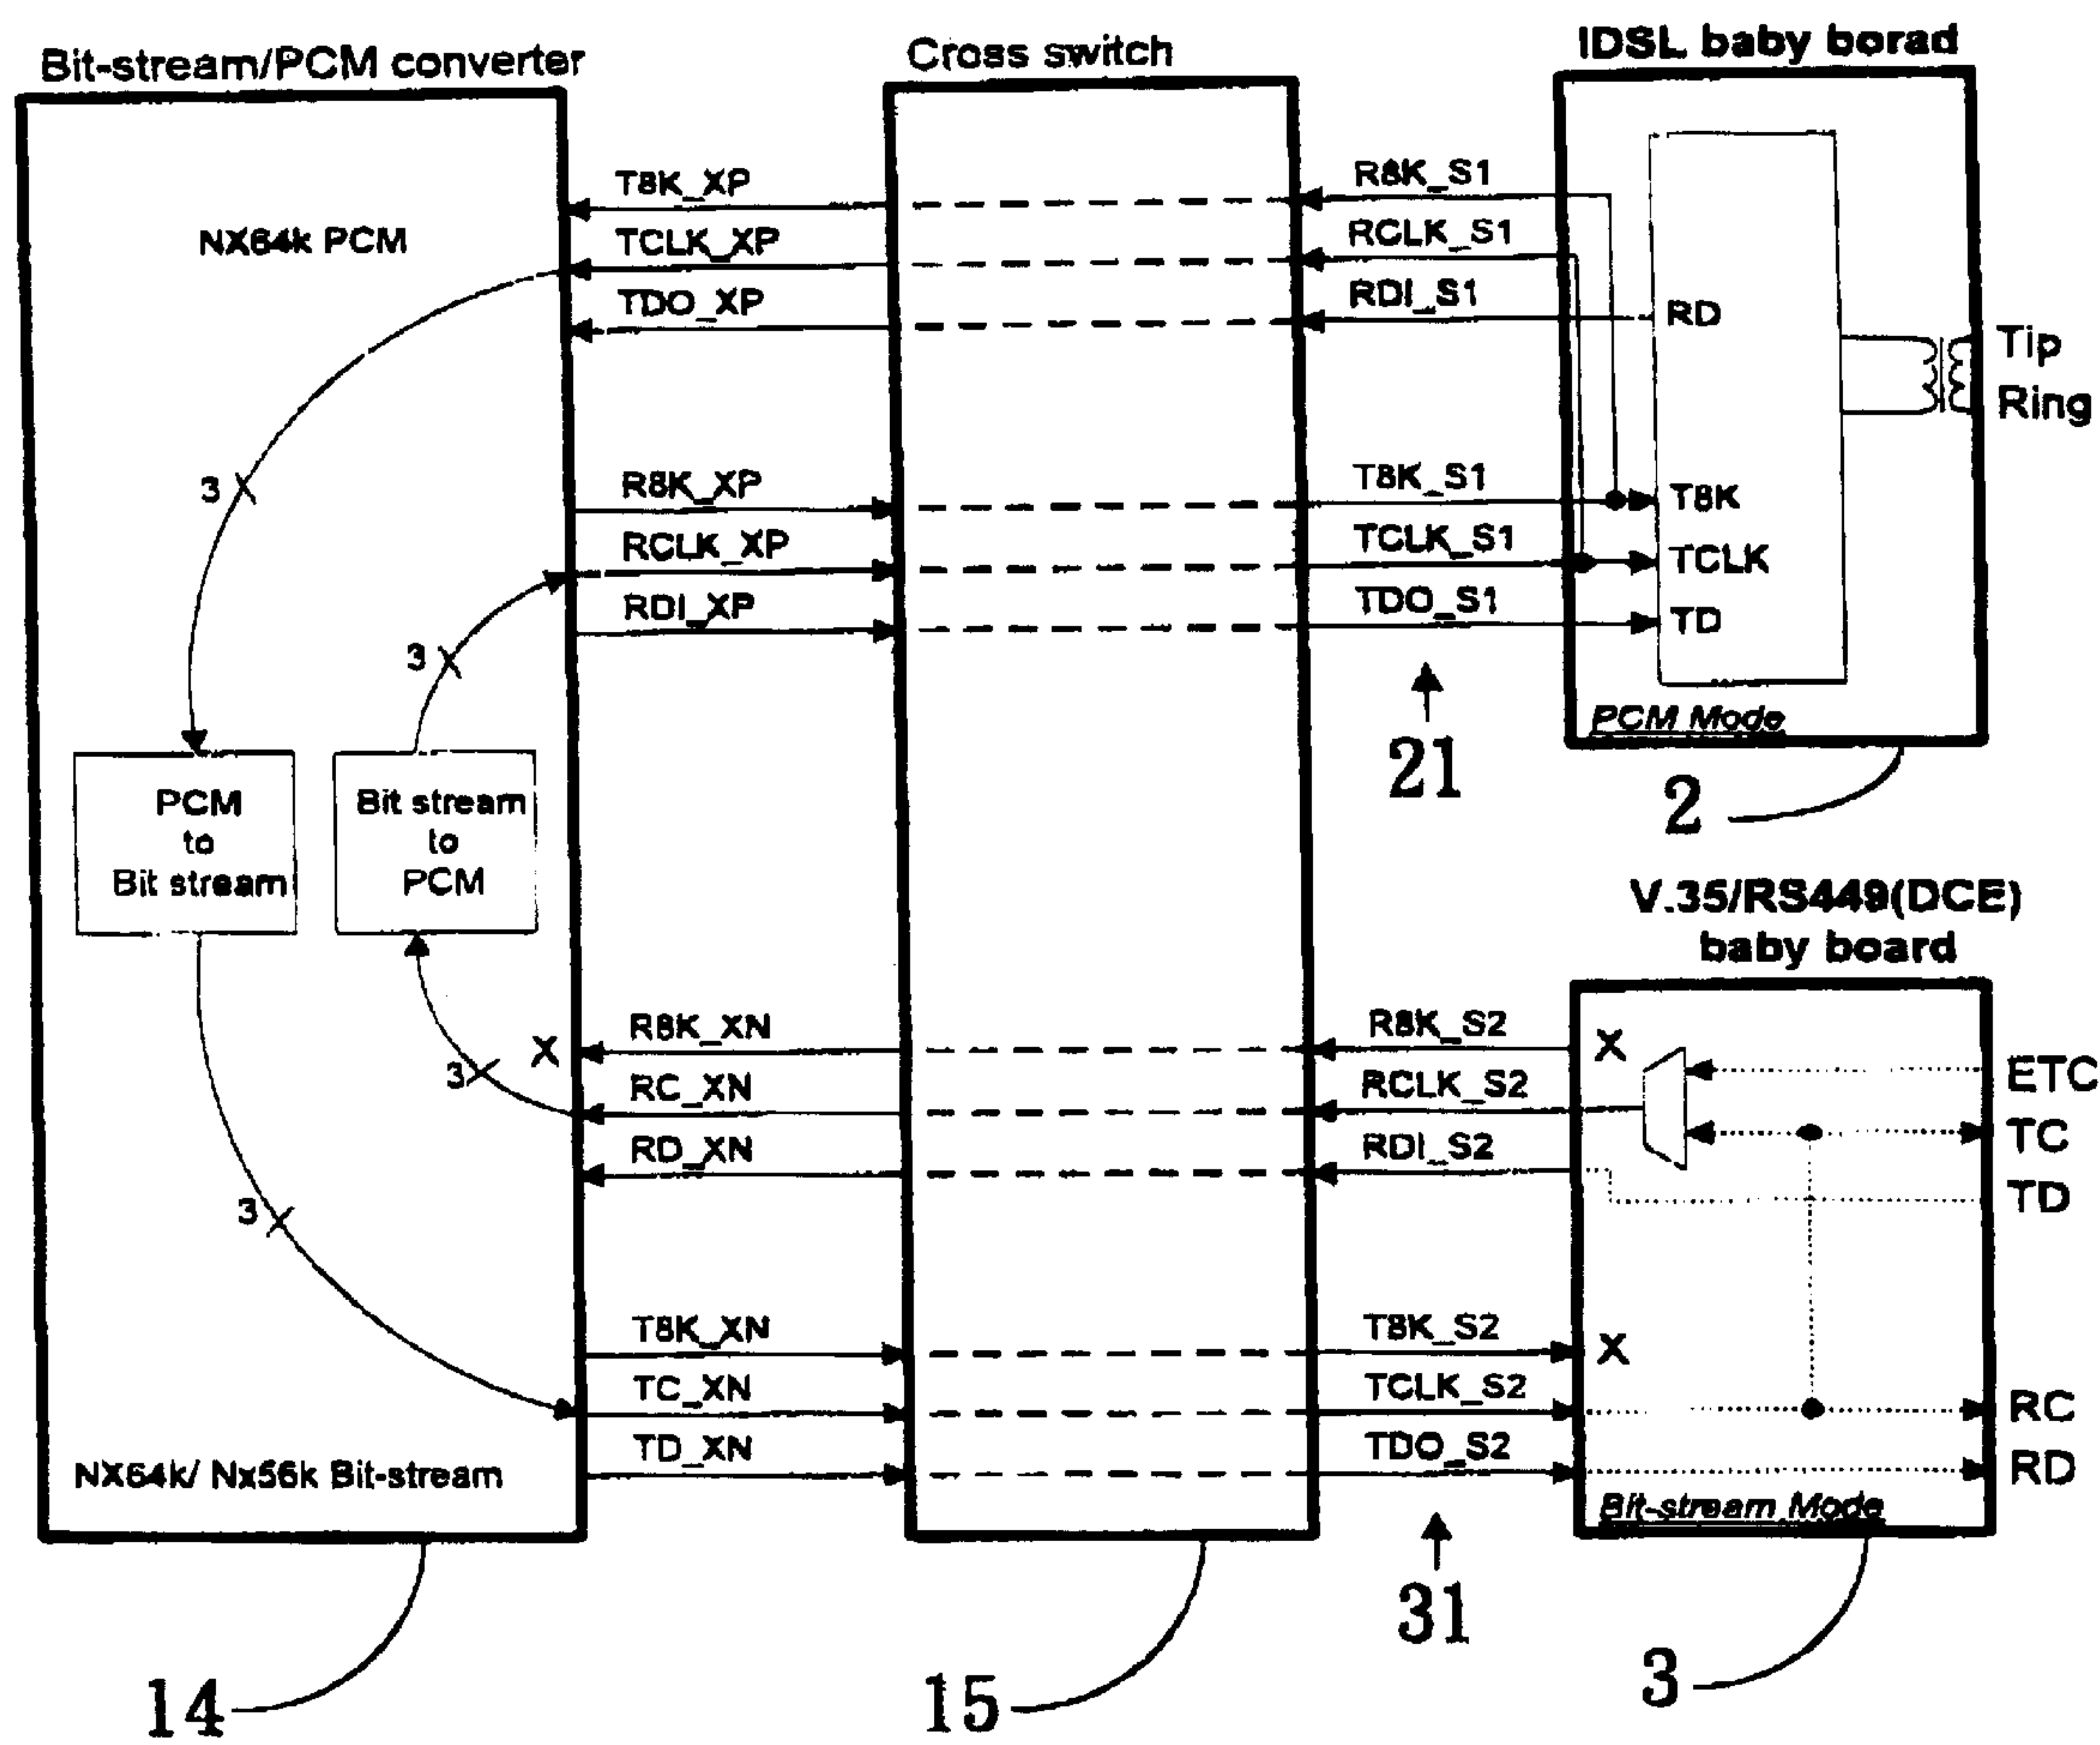 Bit-stream/PCM converter
Cross switch
IDSL baby borad
NX64k PCM
T8K_XP
TCLK_XP
TDO_XP
R8K_S1
RCLK_S1
RDI_S1
RD
Tip
Ring
3
R8K_XP
RCLK_XP
RDI_XP
T8K_S1
TCLK_S1
TDO_S1
T8K
TCLK
TD
3
PCM Mode
21
2
PCM
to
Bit stream
Bit stream
to
PCM
V.35/RS449(DCE)
baby board
X
3
R8K_XN
RC_XN
RD_XN
R8K_S2
RCLK_S2
RDI_S2
X
ETC
TC
TD
3
T8K_XN
TC_XN
TD_XN
T8K_S2
TCLK_S2
TDO_S2
X
RC
RD
NX64k/ Nx56k Bit-stream
Bit-stream Mode
31
14
15
3